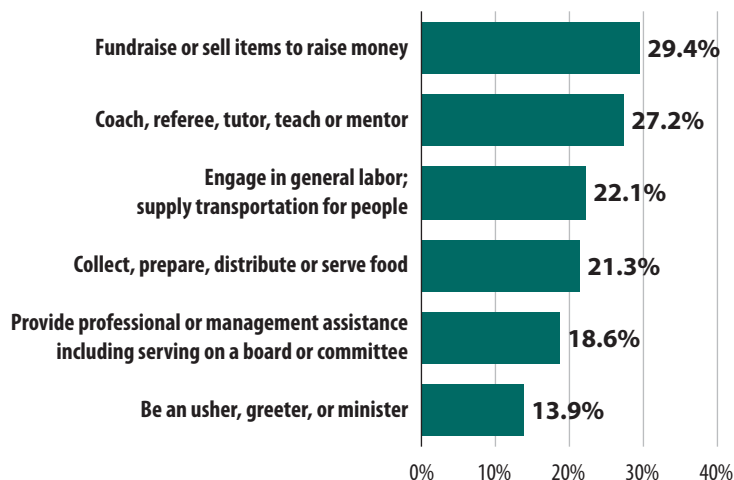 Fundraise or sell items to raise money
29.4%
Coach, referee, tutor, teach or mentor
27.2%
Engage in general labor;
supply transportation for people
22.1%
Collect, prepare, distribute or serve food
21.3%
Provide professional or management assistance
including serving on a board or committee
18.6%
Be an usher, greeter, or minister
13.9%
0% 10% 20% 30% 40%